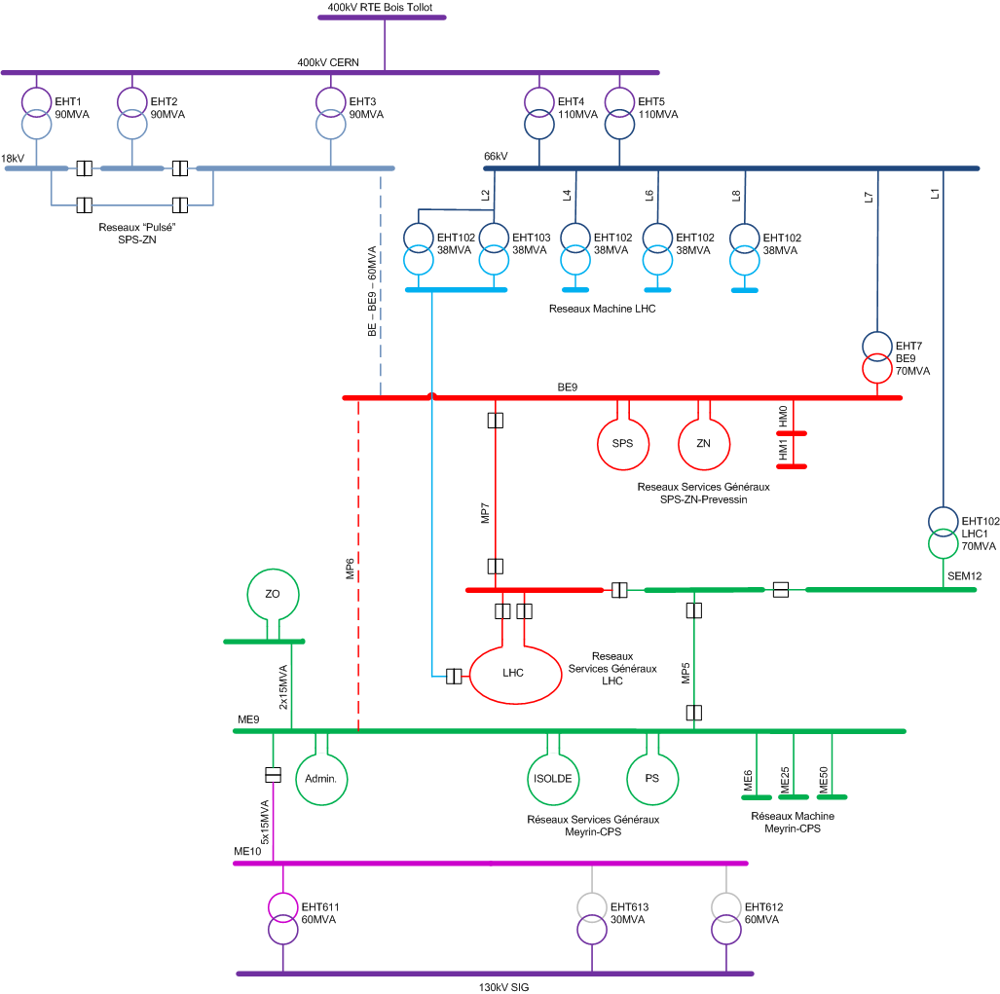 400kV RTE Bois Tollot
400kV CERN
EHT1
90MVA
EHT2
90MVA
EHT3
90MVA
EHT4
110MVA
EHT5
110MVA
18kV
66kV
Reseaux “Pulsé”
SPS-ZN
L2
L4
L6
L8
L7
L1
EHT102
38MVA
EHT103
38MVA
EHT102
38MVA
EHT102
38MVA
EHT102
38MVA
BE – BE9 – 60MVA
Reseaux Machine LHC
EHT7
BE9
70MVA
BE9
SPS
ZN
HM0
HM1
Reseaux Services Généraux
SPS-ZN-Prevessin
MP7
EHT102
LHC1
70MVA
MP6
SEM12
ZO
LHC
Reseaux
Services Généraux
LHC
MP5
2x15MVA
ME9
Admin.
ISOLDE
PS
ME6
ME25
ME50
Réseaux Services Généraux
Meyrin-CPS
Réseaux Machine
Meyrin-CPS
5x15MVA
ME10
EHT611
60MVA
EHT613
30MVA
EHT612
60MVA
130kV SIG